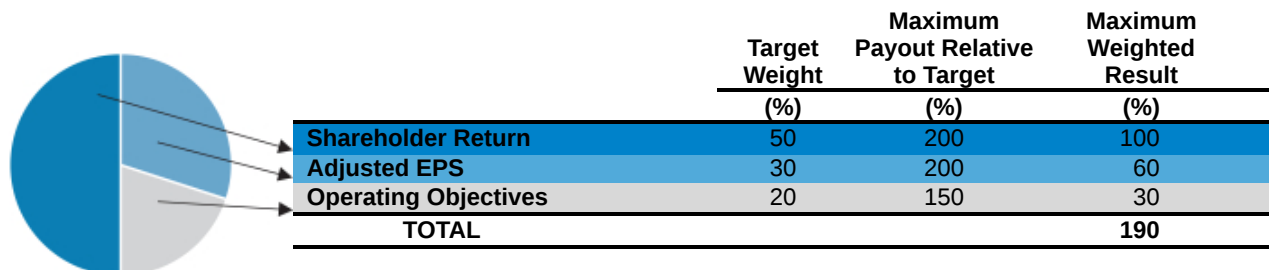 Target Weight Maximum Payout Relative to Target Maximum Weighted Result
(%) (%) (%)
Shareholder Return 50 200 100
Adjusted EPS 30 200 60
Operating Objectives 20 150 30
TOTAL 190